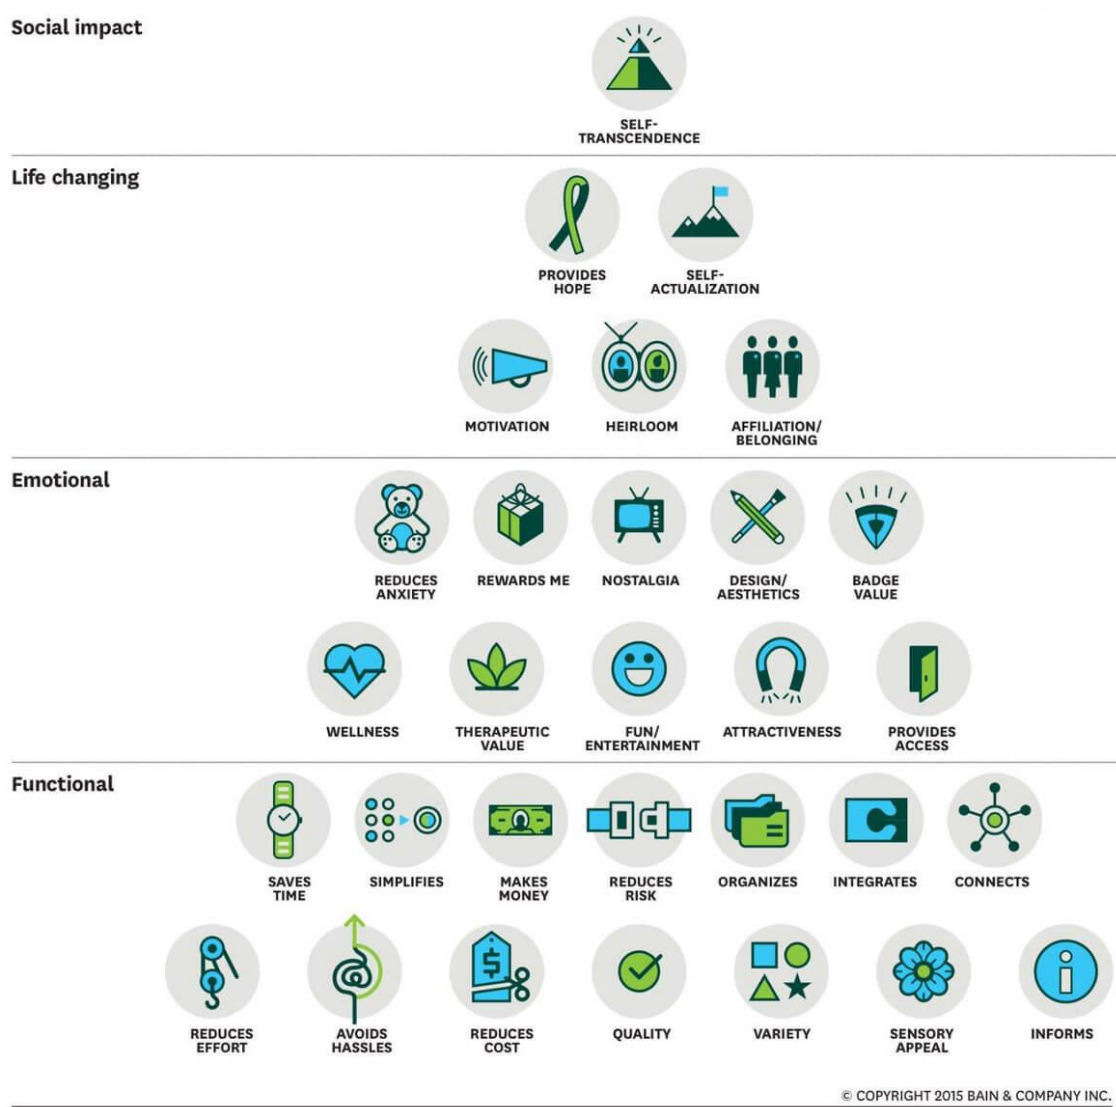 Social impact
SELF-
TRANSCENDENCE
Life changing
PROVIDES
HOPE
SELF-
ACTUALIZATION
MOTIVATION
HEIRLOOM
AFFILIATION/
BELONGING
Emotional
REDUCES
ANXIETY
REWARDS ME
NOSTALGIA
DESIGN/
AESTHETICS
BADGE
VALUE
WELLNESS
THERAPEUTIC
VALUE
FUN/
ENTERTAINMENT
ATTRACTIVENESS
PROVIDES
ACCESS
Functional
SAVES
TIME
SIMPLIFIES
MAKES
MONEY
REDUCES
RISK
ORGANIZES
INTEGRATES
CONNECTS
$
i
REDUCES
EFFORT
AVOIDS
HASSLES
REDUCES
COST
QUALITY
VARIETY
SENSORY
APPEAL
INFORMS
© COPYRIGHT 2015 BAIN & COMPANY INC.